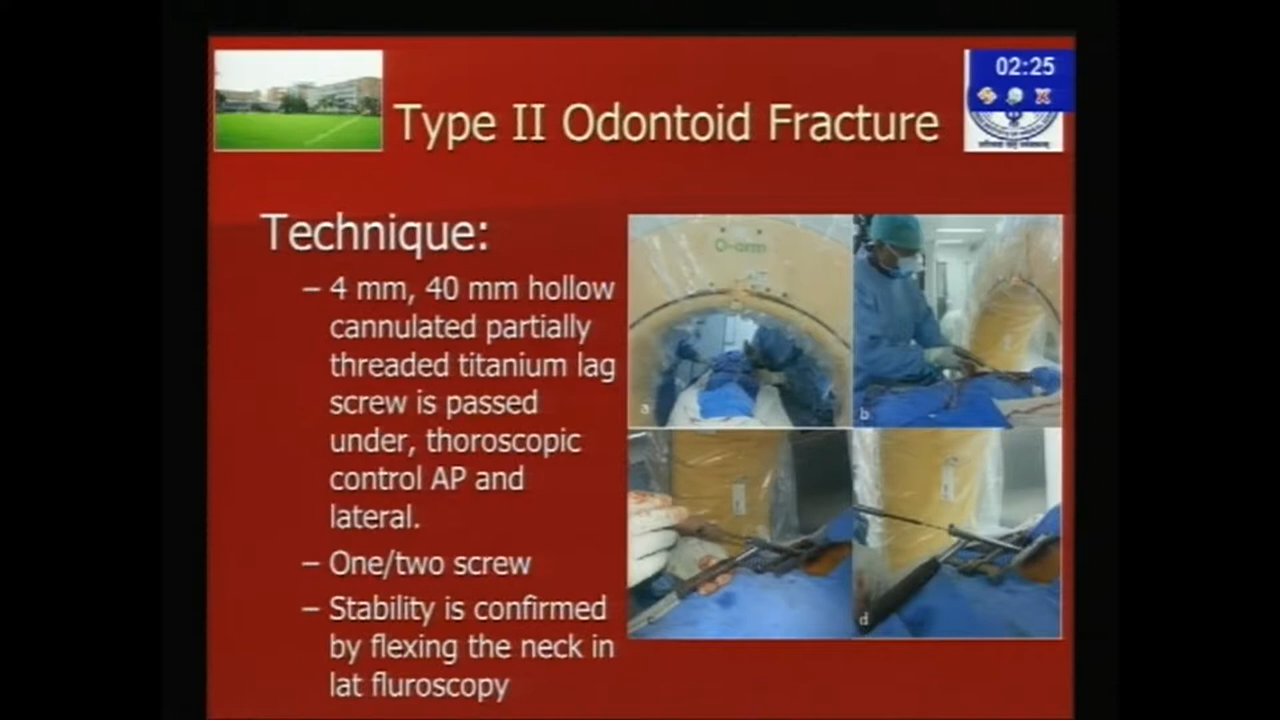 02:25
Type II Odontoid Fracture
Technique:
– 4 mm, 40 mm hollow
cannulated partially
threaded titanium lag
screw is passed
under, thoroscopic
control AP and
lateral.
– One/two screw
– Stability is confirmed
by flexing the neck in
lat fluroscopy
O-arm
a
b
d